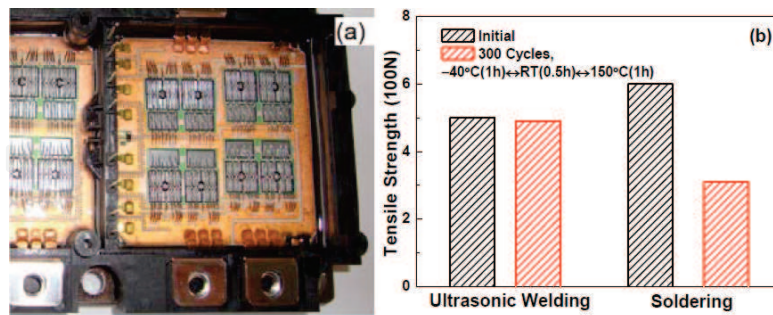 (a)
(b)
Initial
300 Cycles,
–40°C(1h)↔RT(0.5h)↔150°C(1h)
Tensile Strength (100N)
8
6
4
2
0
Ultrasonic Welding
Soldering